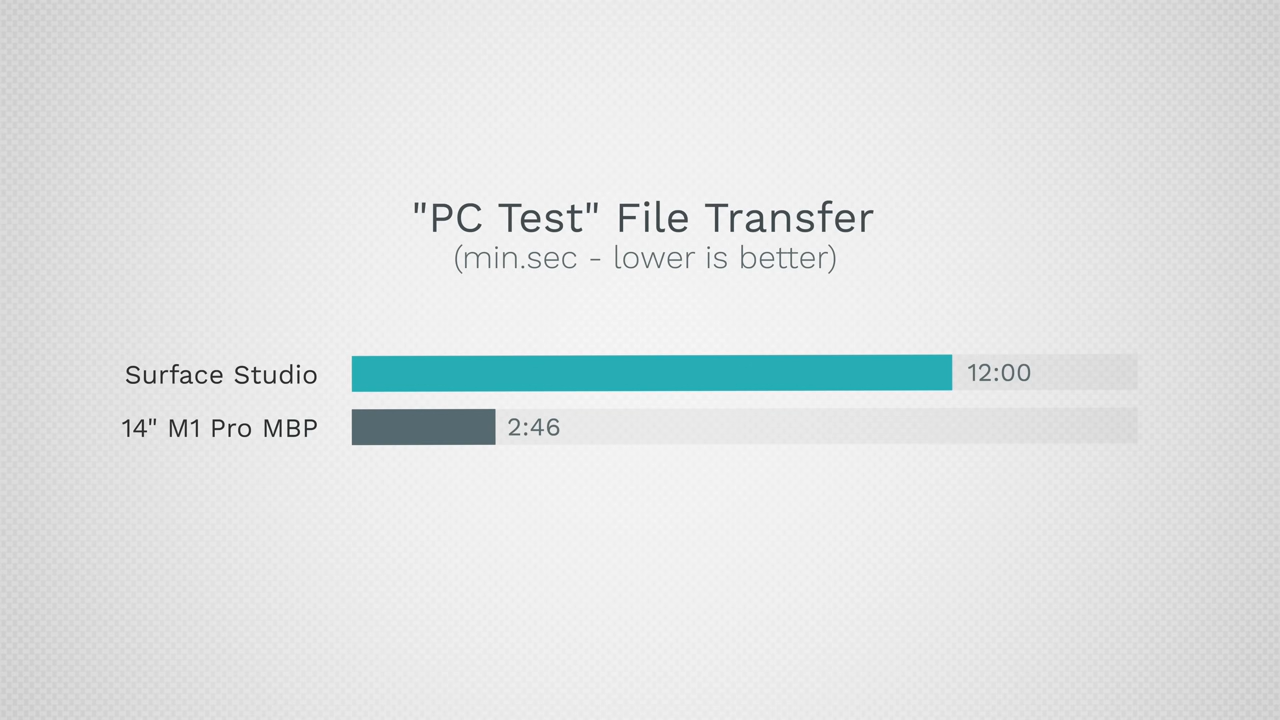 "PC Test" File Transfer
(min.sec - lower is better)
Surface Studio 12:00
14" M1 Pro MBP 2:46